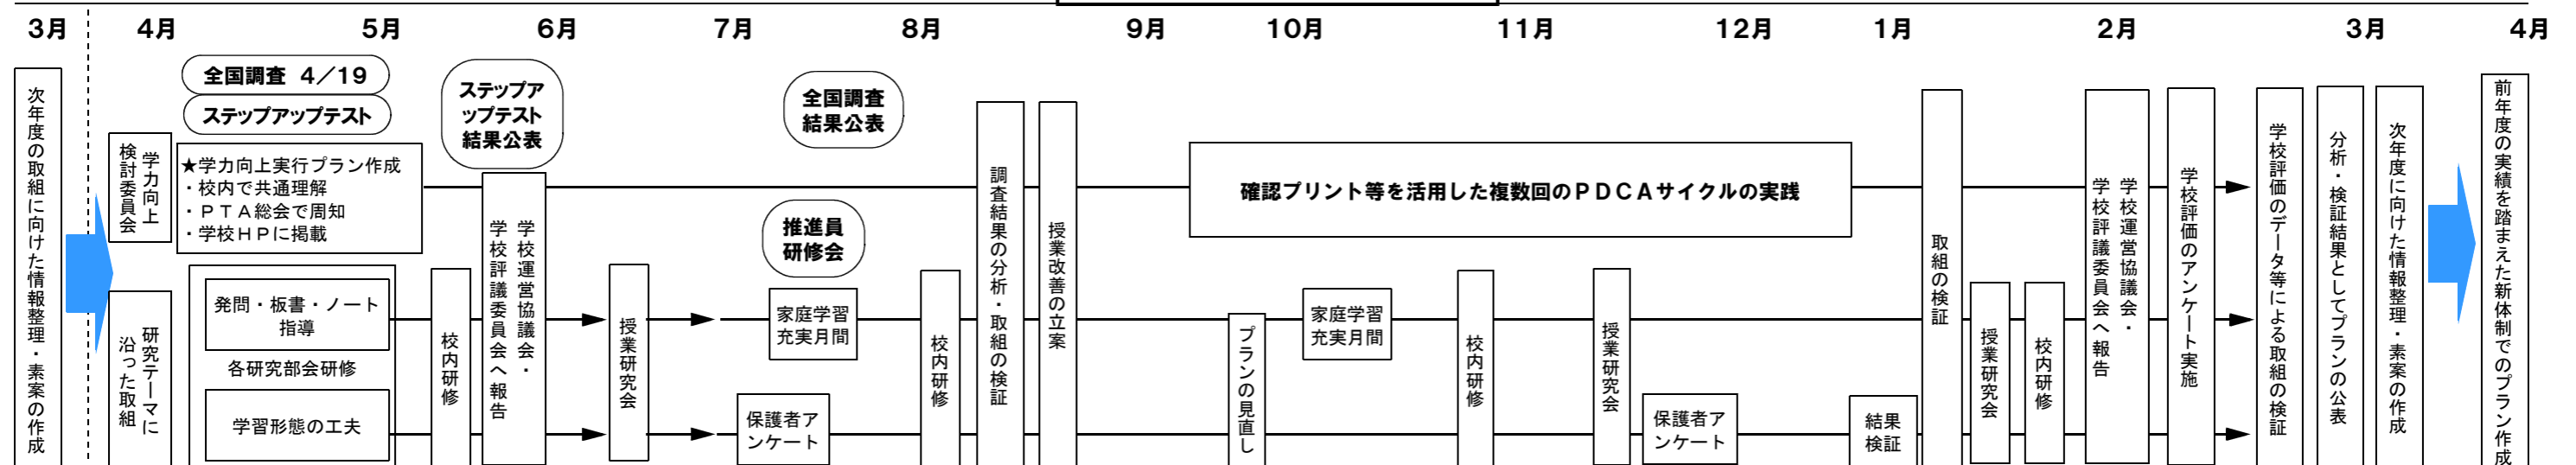 3月
4月
5月
6月
7月
8月
9月
10月
11月
12月
1月
2月
3月
4月
次年度の取組に向けた情報整理・素案の作成
学力向上
検討委員会
研究テーマに
沿った取組
全国調査 4／19
ステップアップテスト
★学力向上実行プラン作成
・校内で共通理解
・ＰＴＡ総会で周知
・学校ＨＰに掲載
発問・板書・ノート
指導
各研究部会研修
学習形態の工夫
校内研修
ステップア
ップテスト
結果公表
学校運営協議会・
学校評議委員会へ報告
授業研究会
全国調査
結果公表
推進員
研修会
家庭学習
充実月間
保護者ア
ンケート
校内研修
調査結果の分析・取組の検証
授業改善の立案
確認プリント等を活用した複数回のＰＤＣＡサイクルの実践
プランの見直し
家庭学習
充実月間
校内研修
授業研究会
保護者ア
ンケート
結果
検証
取組の検証
授業研究会
校内研修
学校運営協議会・
学校評議委員会へ報告
学校評価のアンケート実施
学校評価のデータ等による取組の検証
分析・検証結果としてプランの公表
次年度に向けた情報整理・素案の作成
前年度の実績を踏まえた新体制でのプラン作成